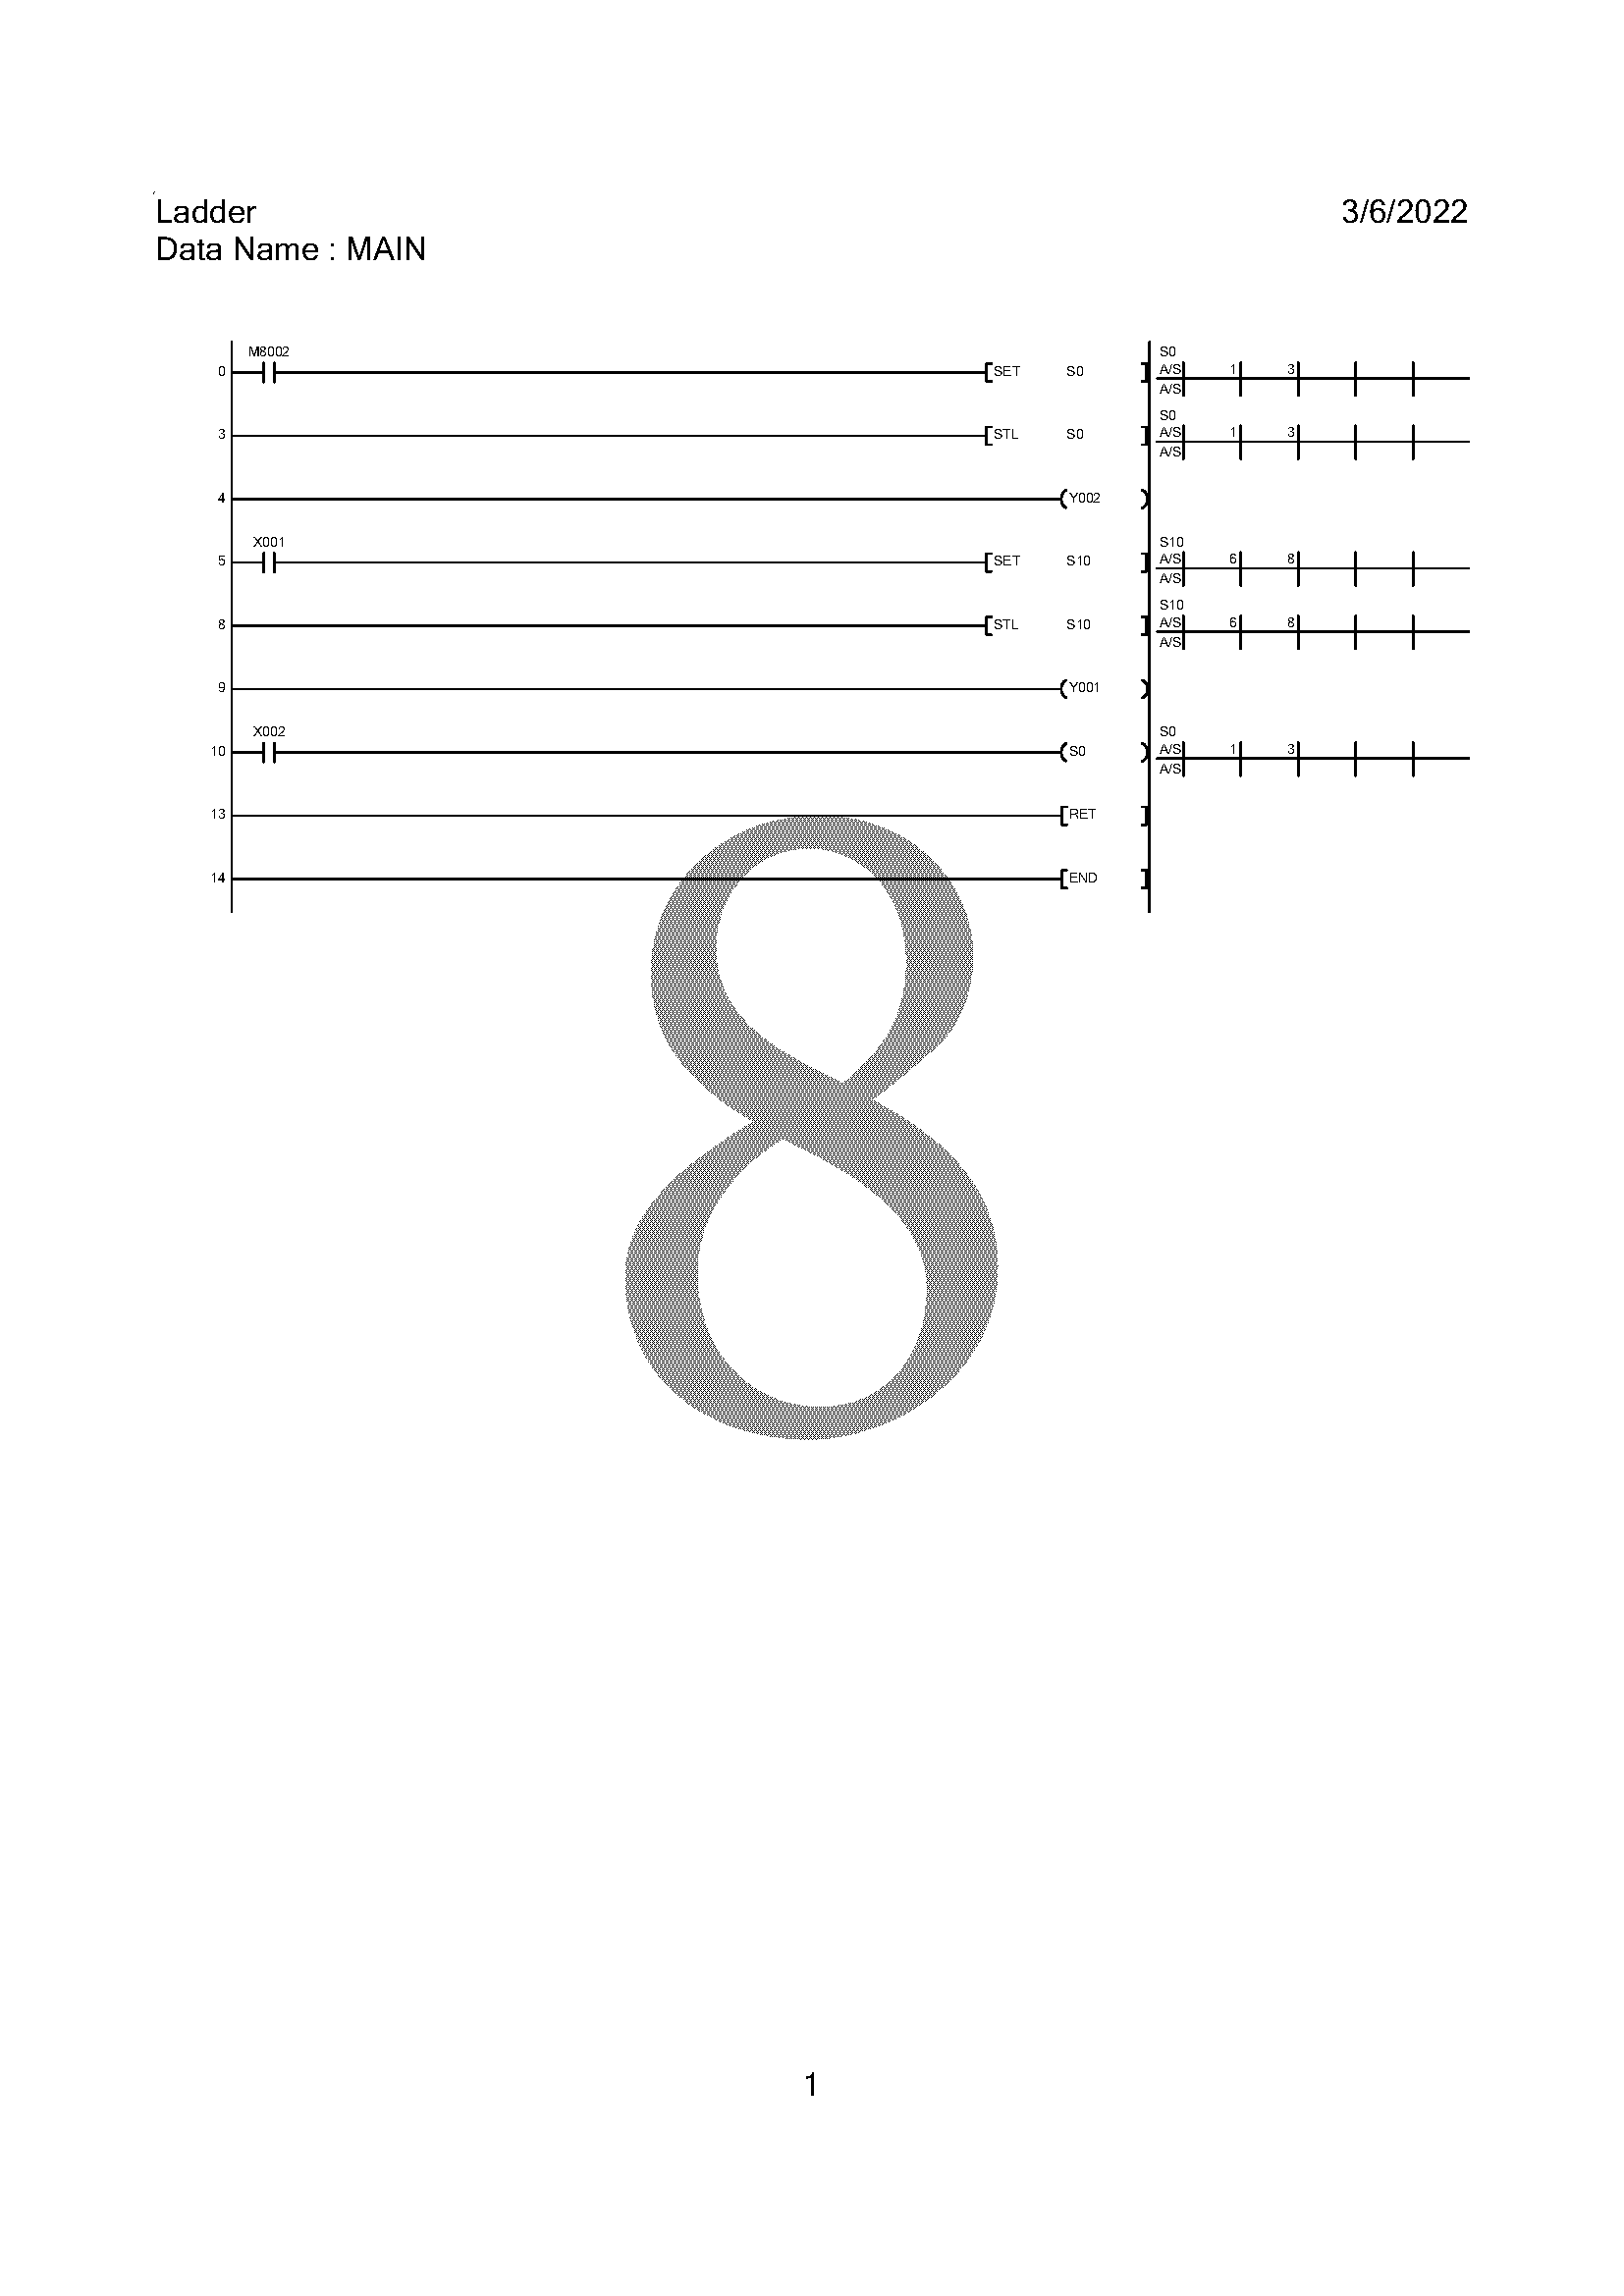 Ladder 3/6/2022
Data Name : MAIN
M8002 S0
0 SET S0 A/S 1 3
A/S
S0
3 STL S0 A/S 1 3
A/S
4 Y002
X001 S10
5 SET S10 A/S 6 8
A/S
S10
8 STL S10 A/S 6 8
A/S
9 Y001
X002 S0
10 S0 A/S 1 3
A/S
13 RET
14 END
8
1